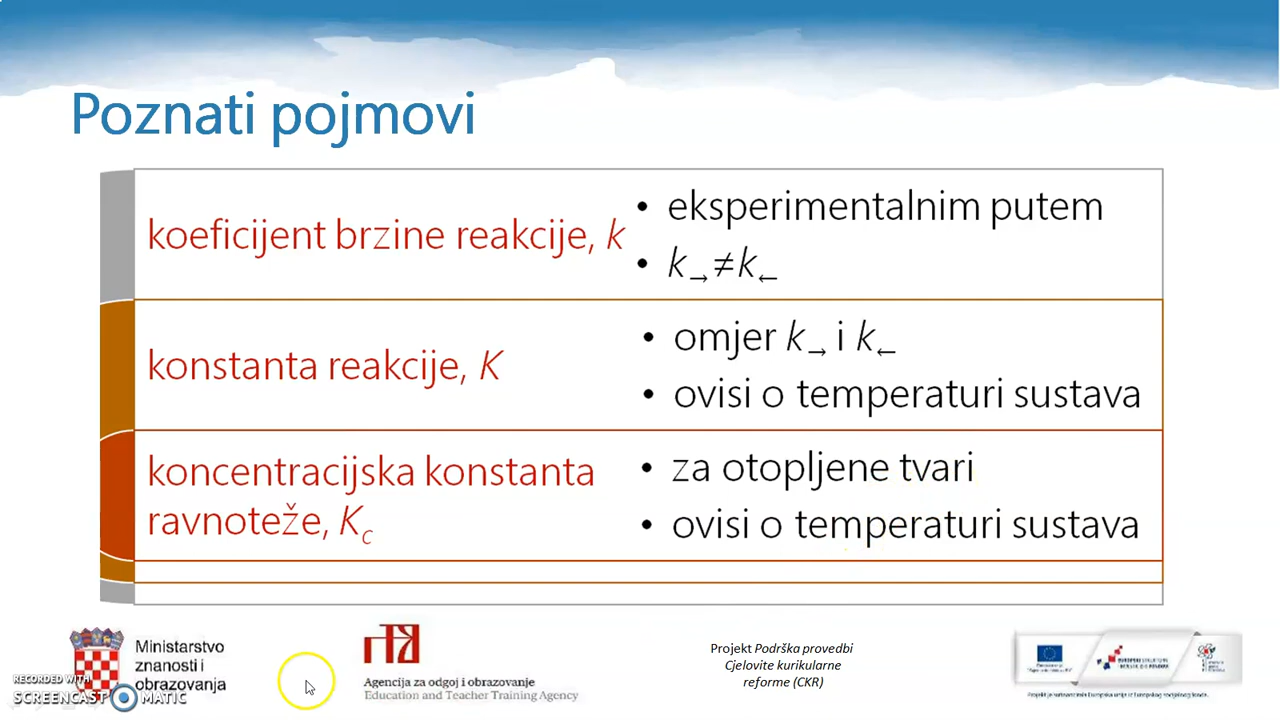 Poznati pojmovi
koeficijent brzine reakcije, k
• eksperimentalnim putem
• k→≠k←
konstanta reakcije, K
• omjer k→ i k←
• ovisi o temperaturi sustava
koncentracijska konstanta
ravnoteže, Kc
• za otopljene tvari
• ovisi o temperaturi sustava
Ministarstvo
znanosti i
obrazovanja
Agencija za odgoj i obrazovanje
Education and Teacher Training Agency
Projekt Podrška provedbi
Cjelovite kurikularne
reforme (CKR)
RECORDED WITH
SCREENCAST MATIC